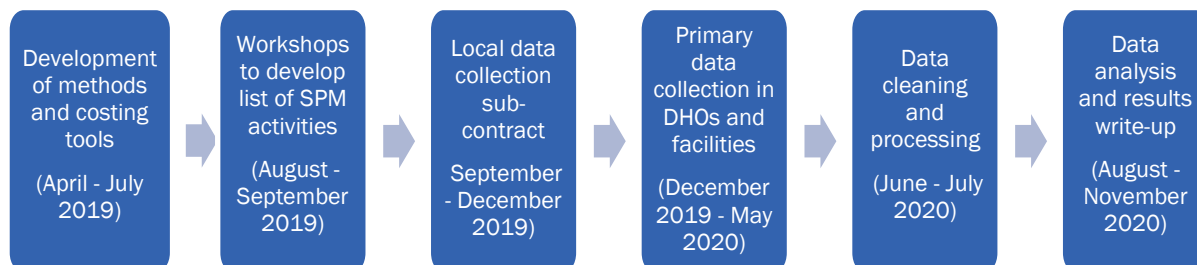 Development
of methods
and costing
tools
(April - July
2019)
Workshops
to develop
list of SPM
activities
(August -
September
2019)
Local data
collection
sub-
contract
September
- December
2019)
Primary
data
collection in
DHOs and
facilities
(December
2019 - May
2020)
Data
cleaning
and
processing
(June - July
2020)
Data
analysis
and results
write-up
(August -
November
2020)